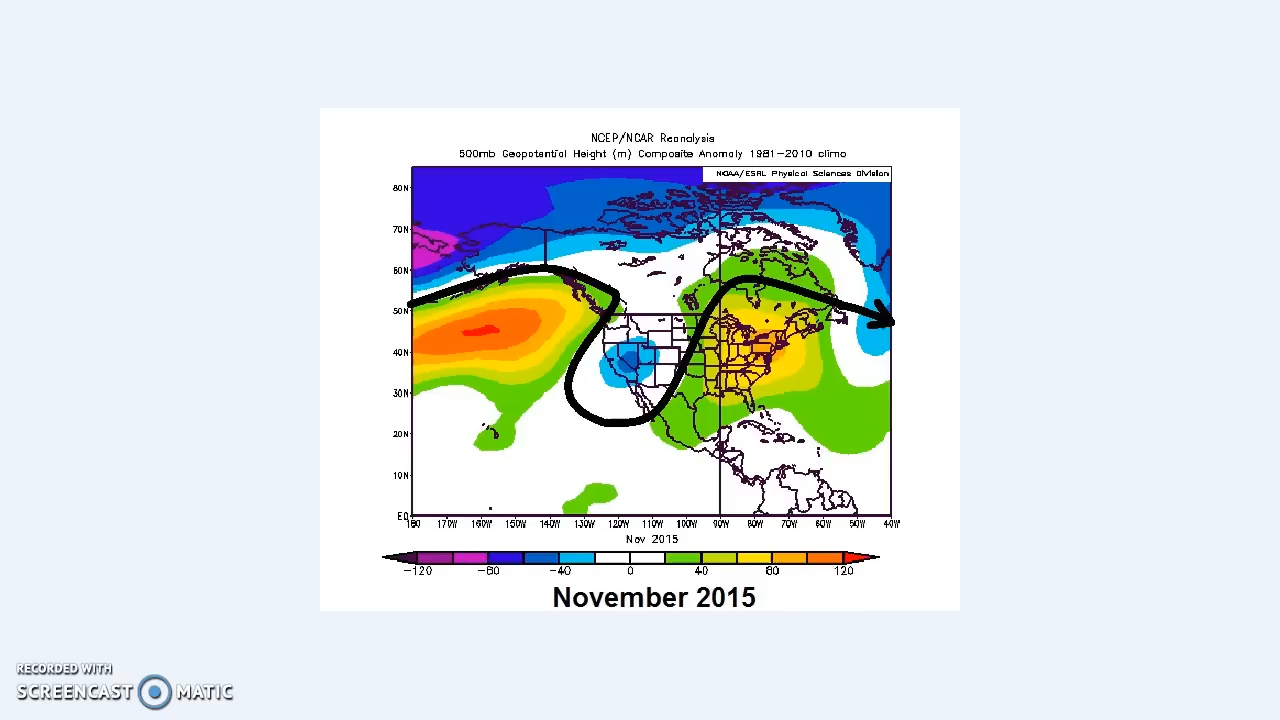 NCEP/NCAR Reanalysis
500mb Geopotential Height (m) Composite Anomaly 1981-2010 climo
NOAA/ESRL Physical Sciences Division
80N
70N
60N
50N
40N
30N
20N
10N
EQ
180 170W 160W 150W 140W 130W 120W 110W 100W 90W 80W 70W 60W 50W 40W
Nov 2015
-120 -80 -40 0 40 80 120
November 2015
RECORDED WITH
SCREENCAST MATIC